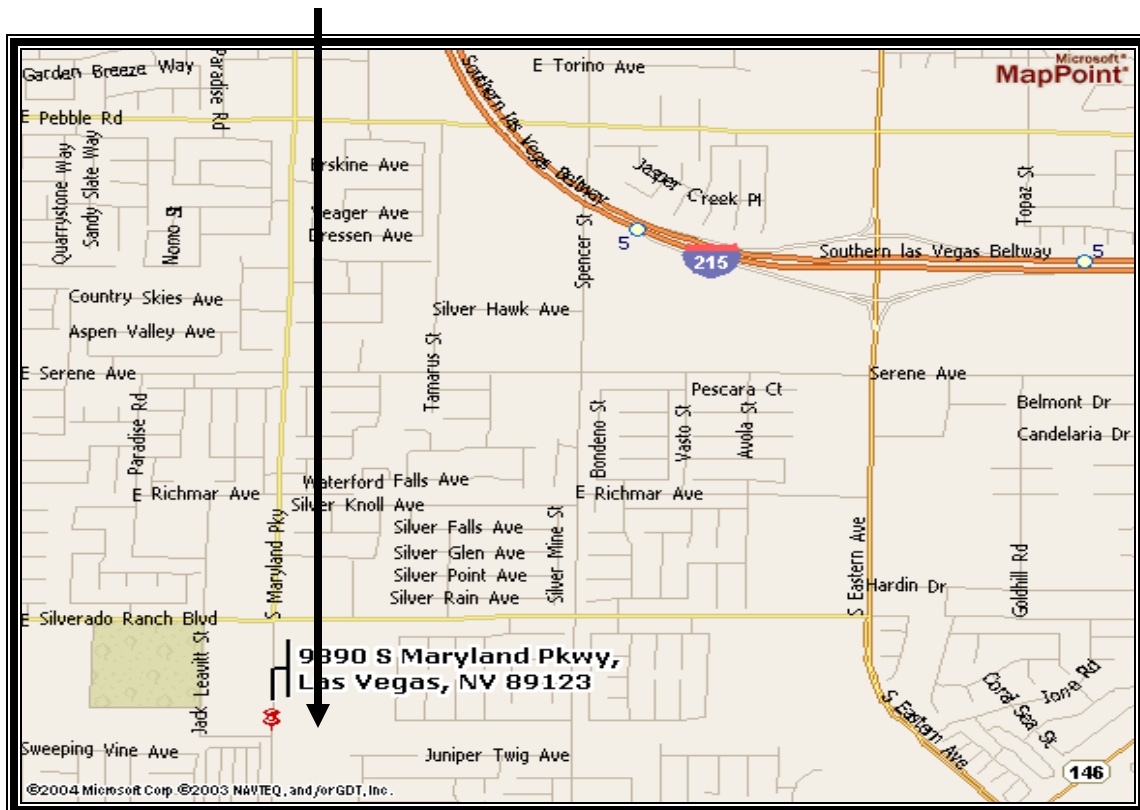 Garden Breeze Way
Paradise Rd
E Torino Ave
Microsoft®
MapPoint®
E Pebble Rd
Southern las Vegas Beltway
Quarrystone Way
Sandy Slate Way
Nomo St
Erskine Ave
Yeager Ave
Dressen Ave
Jasper Creek Pl
Topaz St
Spencer St
5
215
Southern las Vegas Beltway
5
Country Skies Ave
Aspen Valley Ave
Silver Hawk Ave
Tamarus St
E Serene Ave
Serene Ave
Paradise Rd
Pescara Ct
Bondeno St
Vasto St
Avola St
Belmont Dr
Candelaria Dr
E Richmar Ave
Waterford Falls Ave
Silver Knoll Ave
E Richmar Ave
S Maryland Pky
Silver Falls Ave
Silver Glen Ave
Silver Point Ave
Silver Rain Ave
Silver Mine St
S Eastern Ave
Hardin Dr
Goldhill Rd
E Silverado Ranch Blvd
Jack Leavitt St
9890 S Maryland Pkwy,
Las Vegas, NV 89123
S Eastern Ave
Coral Sea St
Iona Rd
Sweeping Vine Ave
Juniper Twig Ave
146
©2004 Microsoft Corp ©2003 NAVTEQ, and/or GDT, Inc.